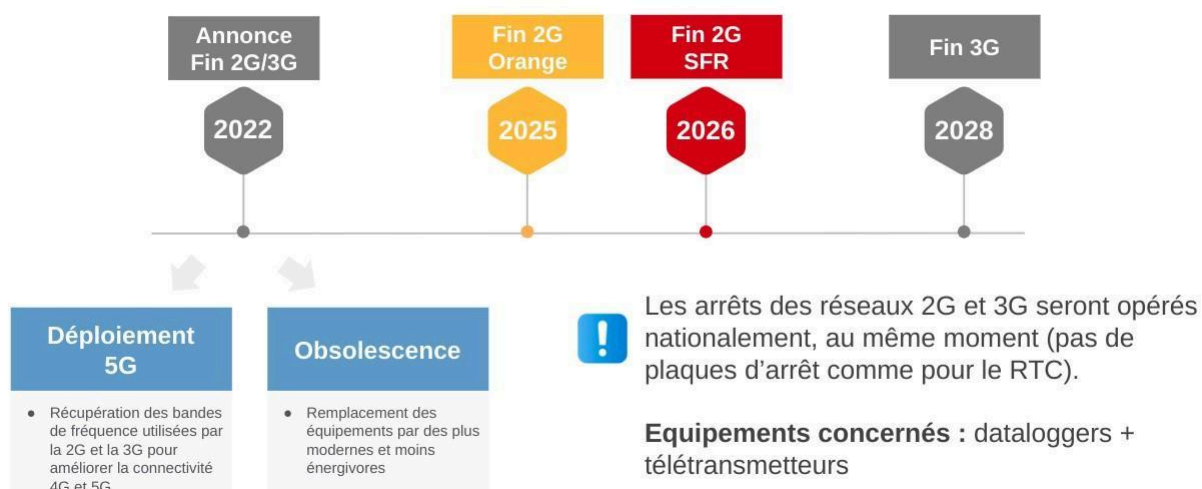 Annonce
Fin 2G/3G
Fin 2G
Orange
Fin 2G
SFR
Fin 3G
2022
2025
2026
2028
Déploiement
5G
● Récupération des bandes
de fréquence utilisées par
la 2G et la 3G pour
améliorer la connectivité
4G et 5G
Obsolescence
● Remplacement des
équipements par des plus
modernes et moins
énergivores
!
Les arrêts des réseaux 2G et 3G seront opérés
nationalement, au même moment (pas de
plaques d’arrêt comme pour le RTC).
Equipements concernés : dataloggers +
télétransmetteurs